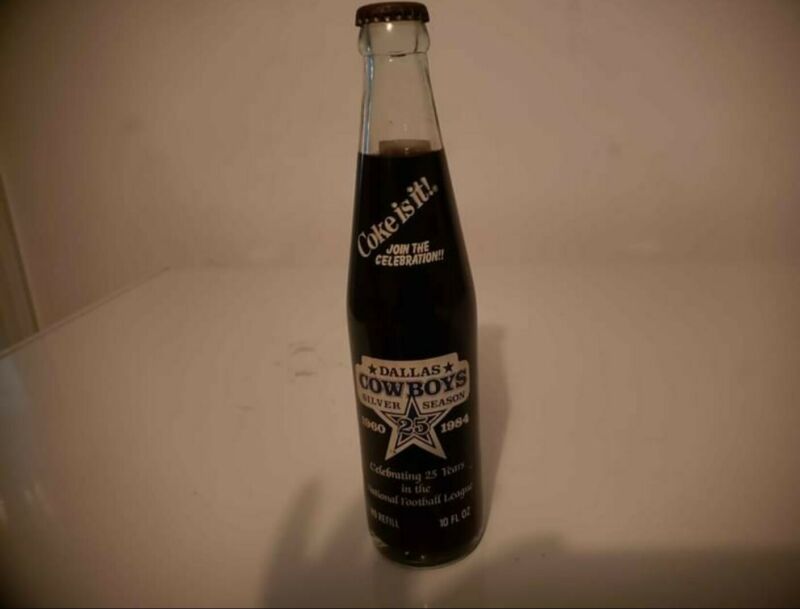 Coke is it!
JOIN THE
CELEBRATION!!
DALLAS
COWBOYS
SILVER SEASON
1960 25 1984
Celebrating 25 Years
in the
National Football League
NO REFILL 10 FL OZ